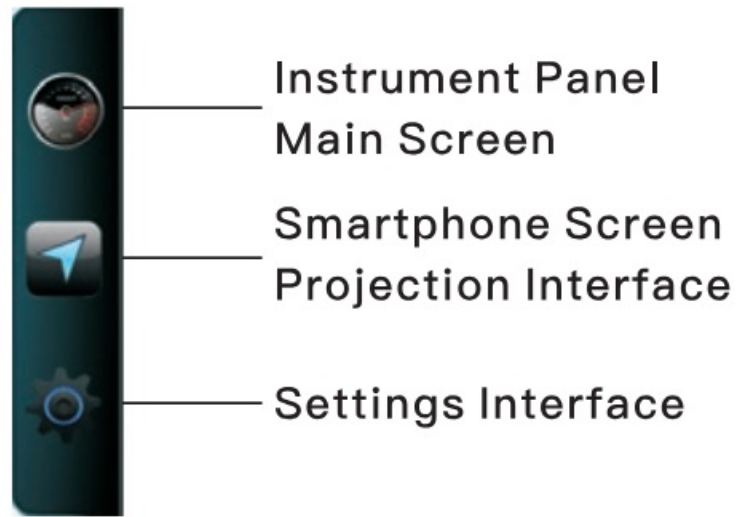 Instrument Panel
Main Screen
Smartphone Screen
Projection Interface
Settings Interface